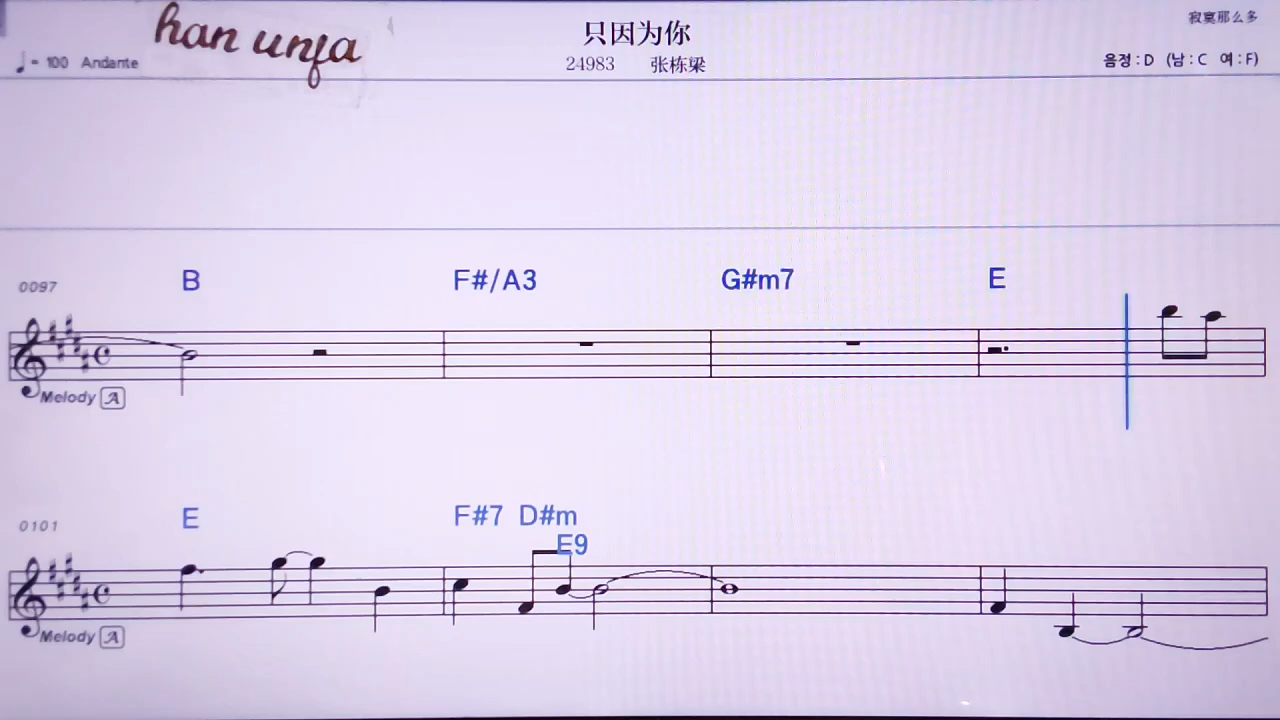 han unfa
只因为你
寂寞那么多
♩= 100 Andante
24983 张栋梁
음정 : D (남 : C 여 : F)
B F#/A3 G#m7 E
0097
Melody A
E F#7 D#m
E9
0101
Melody A